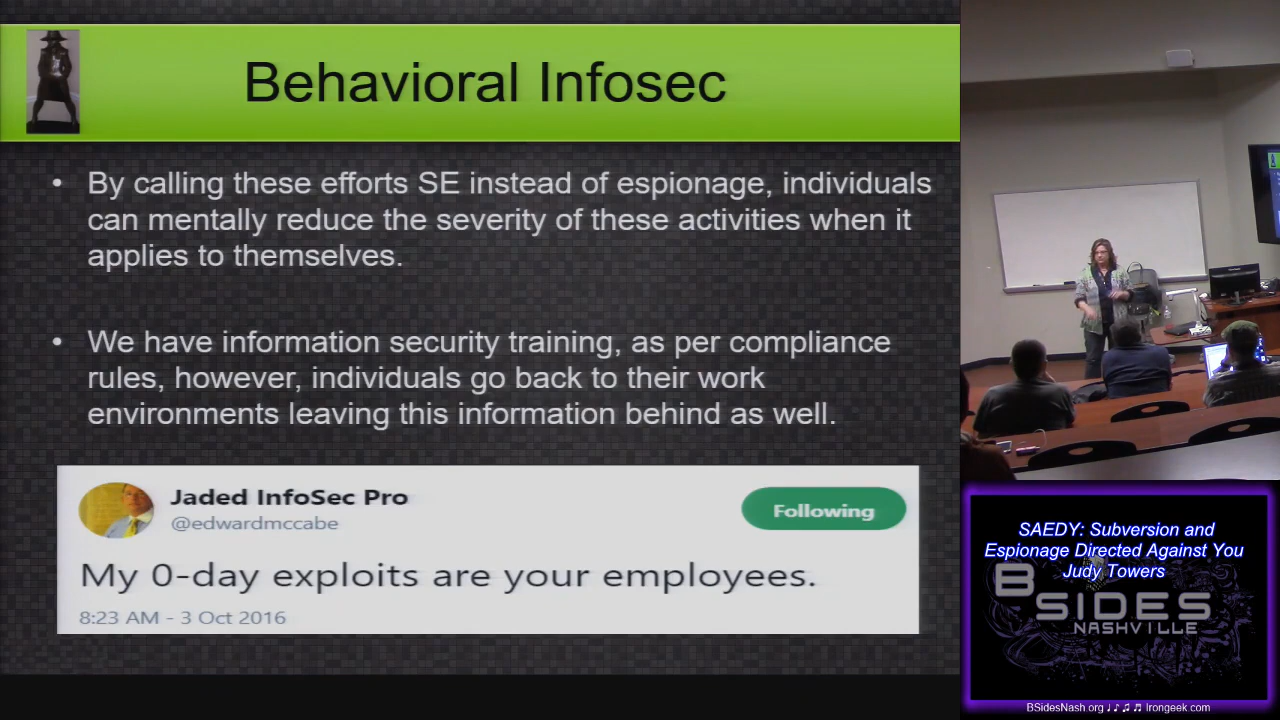 Behavioral Infosec
• By calling these efforts SE instead of espionage, individuals
can mentally reduce the severity of these activities when it
applies to themselves.
• We have information security training, as per compliance
rules, however, individuals go back to their work
environments leaving this information behind as well.
Jaded InfoSec Pro
@edwardmccabe
Following
My 0-day exploits are your employees.
8:23 AM - 3 Oct 2016
SAEDY: Subversion and
Espionage Directed Against You
Judy Towers
BSIDES
NASHVILLE
BSidesNash.org ♩♪♫♬ Irongeek.com